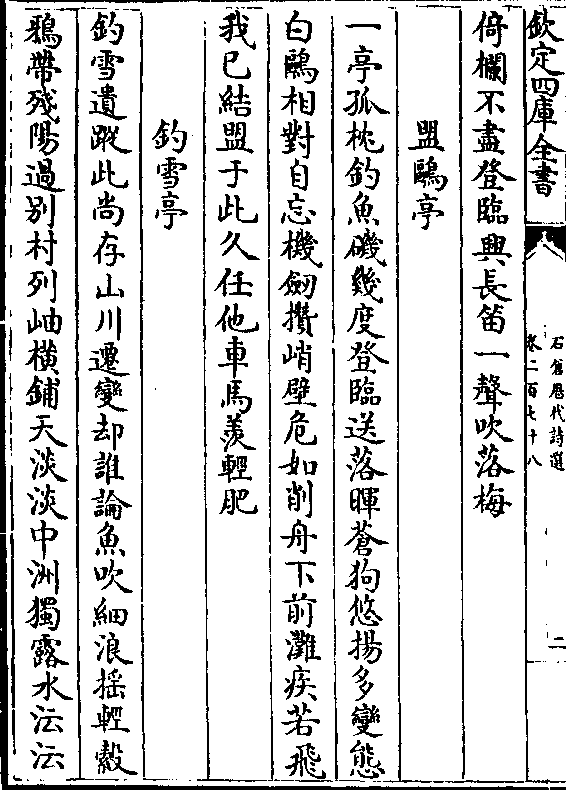 欽定四庫全書
石倉歴代詩選
卷二百七十八
二
倚欄不盡登臨興長笛一聲吹落梅
盟鷗亭
一亭孤枕釣魚磯幾度登臨送落暉蒼狗悠揚多變態
白鷗相對自忘機劒攅峭壁危如削舟下前灘疾若飛
我已結盟于此久任他車馬羡輕肥
釣雪亭
釣雪遺蹤此尚存山川遷變却誰論魚吹細浪揺輕縠
鴉帶殘陽過别村列岫横鋪天淡淡中洲獨露水沄沄